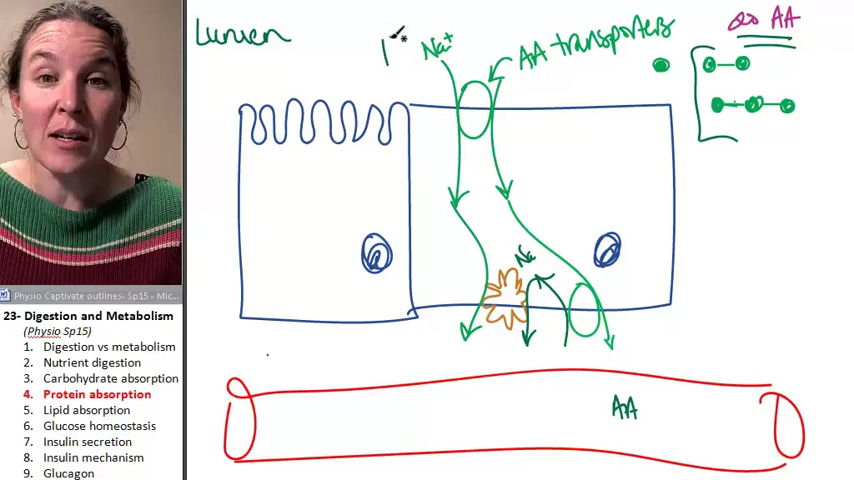 Lumen
Na+
AA transporters
20 AA
Na
AA
Physio Captivate outlines- Sp15 - Mic...
23- Digestion and Metabolism
(Physio Sp15)
1. Digestion vs metabolism
2. Nutrient digestion
3. Carbohydrate absorption
4. Protein absorption
5. Lipid absorption
6. Glucose homeostasis
7. Insulin secretion
8. Insulin mechanism
9. Glucagon